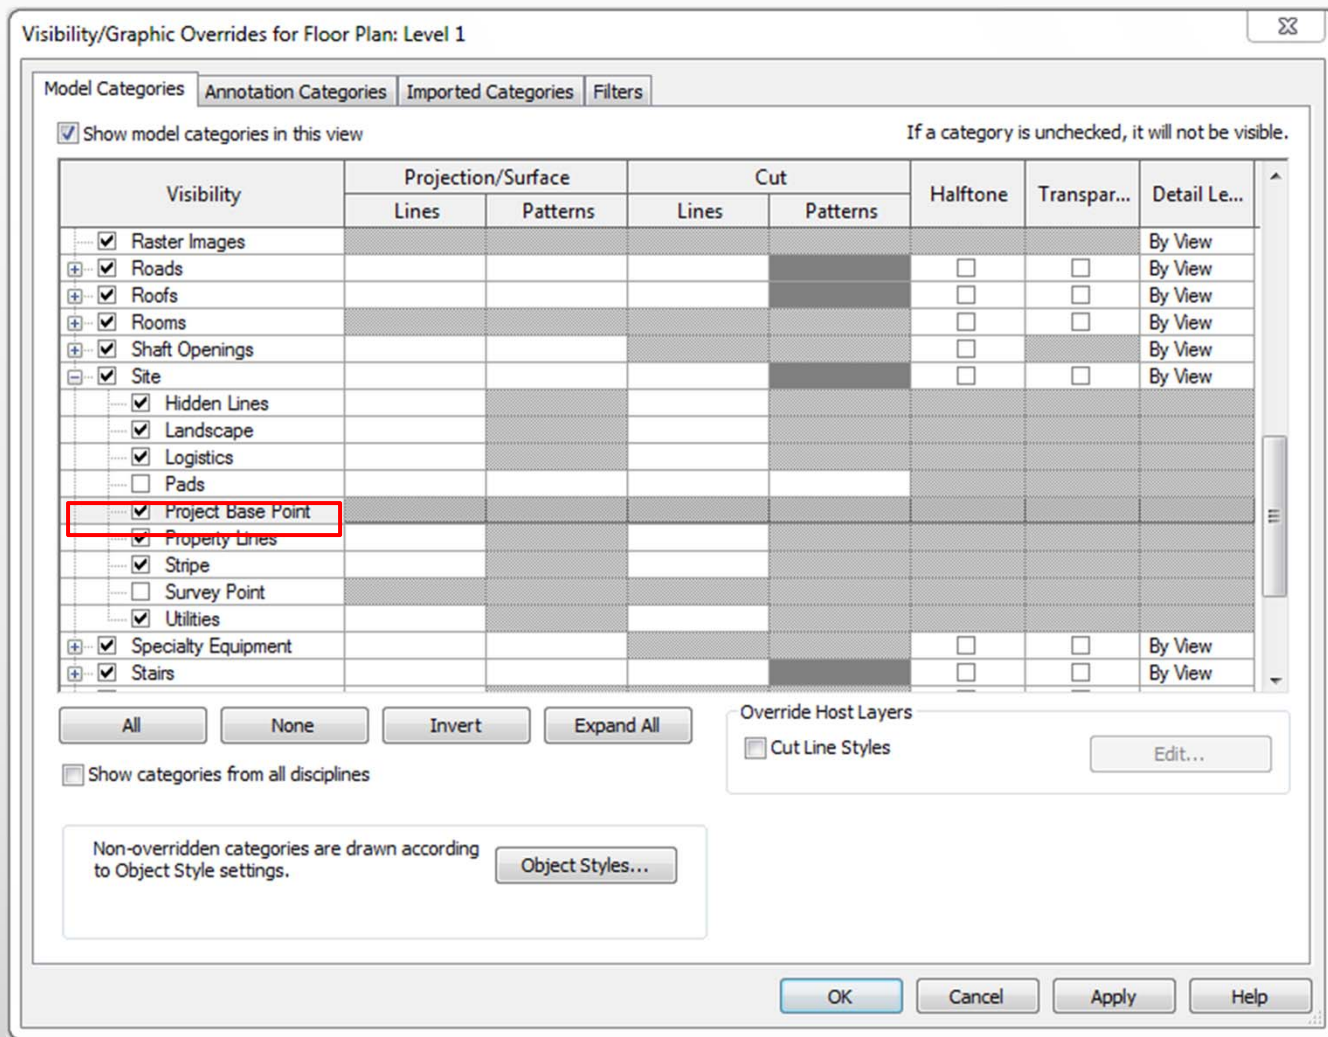 Visibility/Graphic Overrides for Floor Plan: Level 1
Model Categories Annotation Categories Imported Categories Filters
Show model categories in this view If a category is unchecked, it will not be visible.
Visibility Projection/Surface Cut Halftone Transpar... Detail Le...
Lines Patterns Lines Patterns
Raster Images By View
Roads By View
Roofs By View
Rooms By View
Shaft Openings By View
Site By View
Hidden Lines
Landscape
Logistics
Pads
Project Base Point
Property Lines
Stripe
Survey Point
Utilities
Specialty Equipment By View
Stairs By View
All None Invert Expand All
Override Host Layers
Cut Line Styles Edit...
Show categories from all disciplines
Non-overridden categories are drawn according
to Object Style settings.
Object Styles...
OK Cancel Apply Help